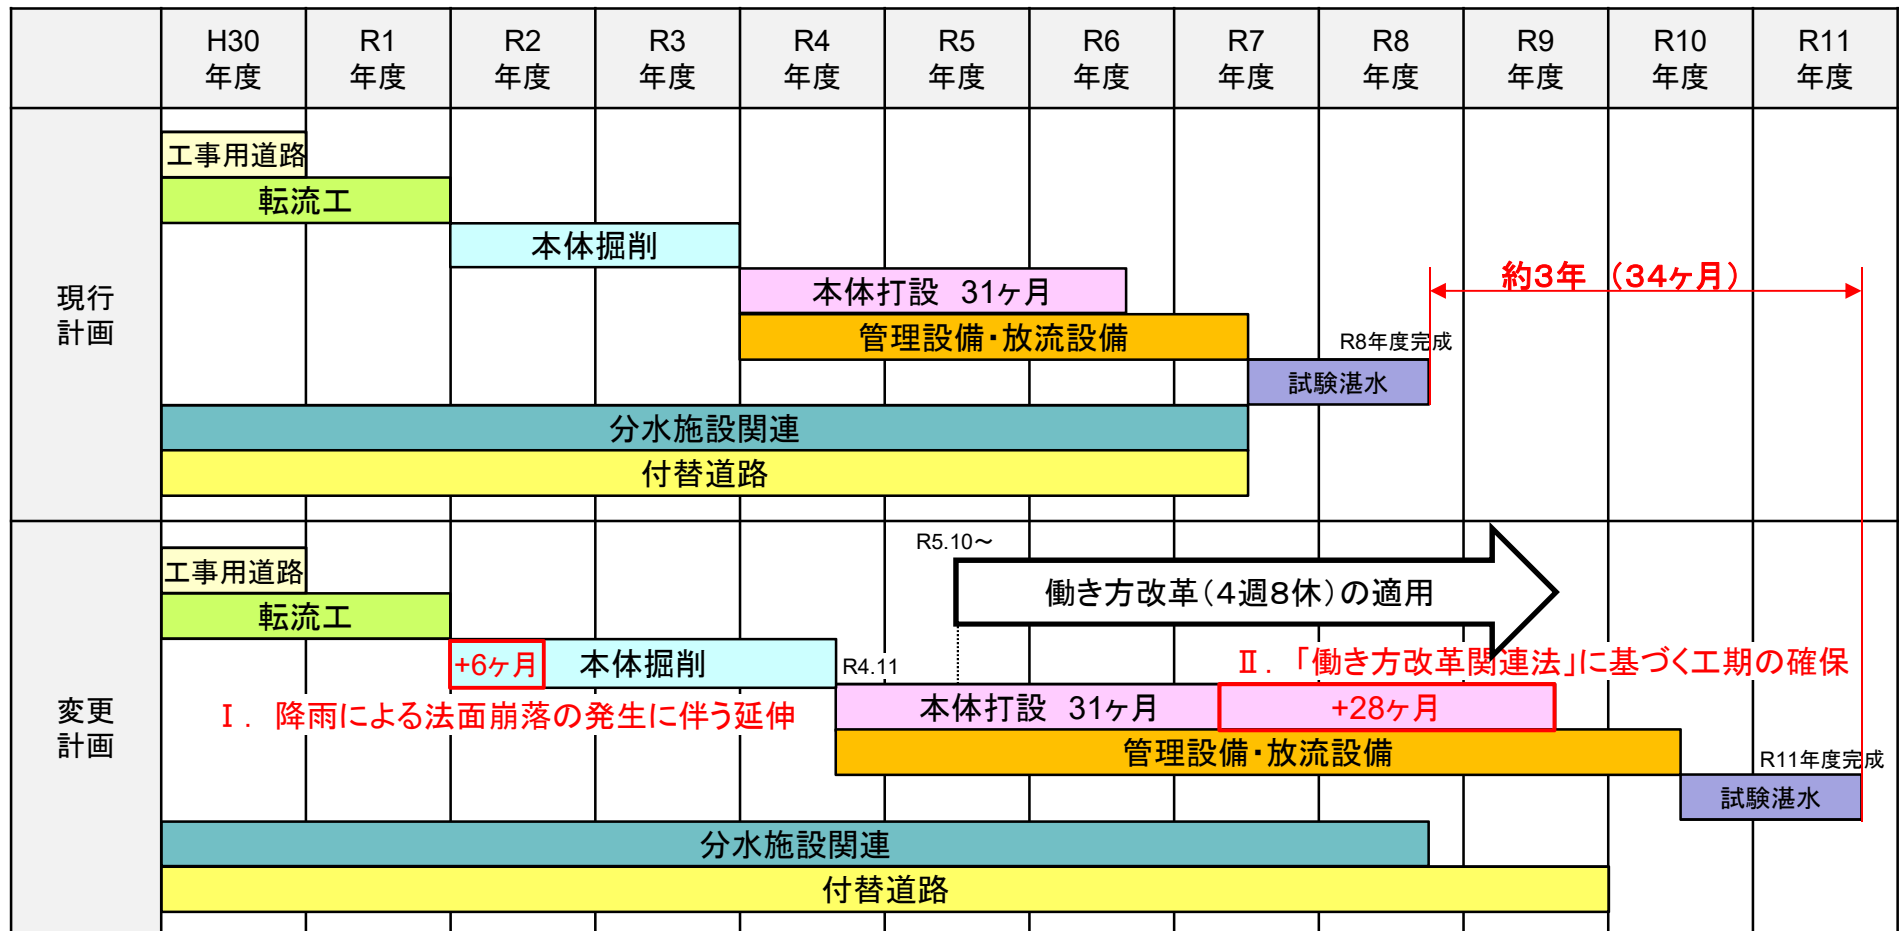 H30
年度
R1
年度
R2
年度
R3
年度
R4
年度
R5
年度
R6
年度
R7
年度
R8
年度
R9
年度
R10
年度
R11
年度
現行
計画
工事用道路
転流工
本体掘削
本体打設 31ヶ月
約3年 (34ヶ月)
管理設備・放流設備
R8年度完成
試験湛水
分水施設関連
付替道路
変更
計画
R5.10～
工事用道路
働き方改革(4週8休)の適用
転流工
+6ヶ月
本体掘削
R4.11
Ⅱ. 「働き方改革関連法」に基づく工期の確保
Ⅰ. 降雨による法面崩落の発生に伴う延伸
本体打設 31ヶ月
+28ヶ月
管理設備・放流設備
R11年度完成
試験湛水
分水施設関連
付替道路